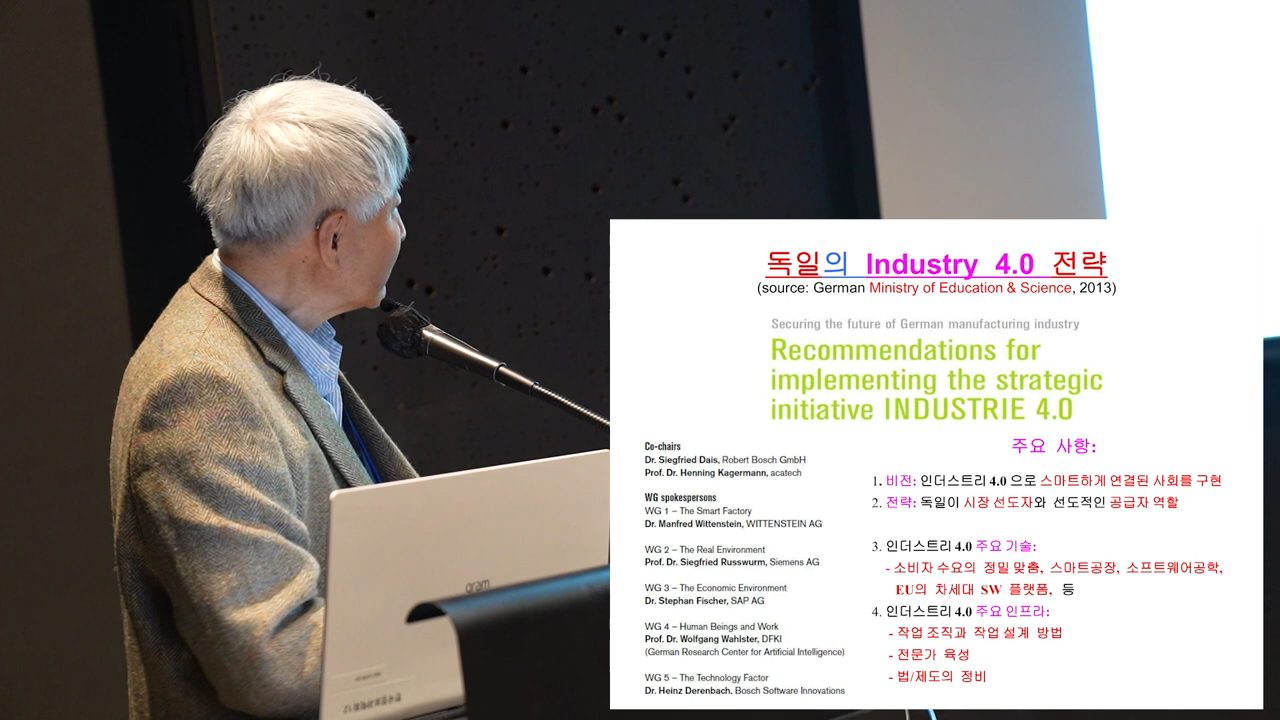 독일의 Industry 4.0 전략
(source: German Ministry of Education & Science, 2013)
Securing the future of German manufacturing industry
Recommendations for
implementing the strategic
initiative INDUSTRIE 4.0
Co-chairs
Dr. Siegfried Dais, Robert Bosch GmbH
Prof. Dr. Henning Kagermann, acatech
WG spokespersons
WG 1 – The Smart Factory
Dr. Manfred Wittenstein, WITTENSTEIN AG
WG 2 – The Real Environment
Prof. Dr. Siegfried Russwurm, Siemens AG
WG 3 – The Economic Environment
Dr. Stephan Fischer, SAP AG
WG 4 – Human Beings and Work
Prof. Dr. Wolfgang Wahlster, DFKI
(German Research Center for Artificial Intelligence)
WG 5 – The Technology Factor
Dr. Heinz Derenbach, Bosch Software Innovations
주요 사항:
1. 비전: 인더스트리 4.0 으로 스마트하게 연결된 사회를 구현
2. 전략: 독일이 시장 선도자와 선도적인 공급자 역할
3. 인더스트리 4.0 주요 기술:
- 소비자 수요의 정밀 맞춤, 스마트공장, 소프트웨어공학,
EU의 차세대 SW 플랫폼, 등
4. 인더스트리 4.0 주요 인프라:
- 작업 조직과 작업 설계 방법
- 전문가 육성
- 법/제도의 정비
gram